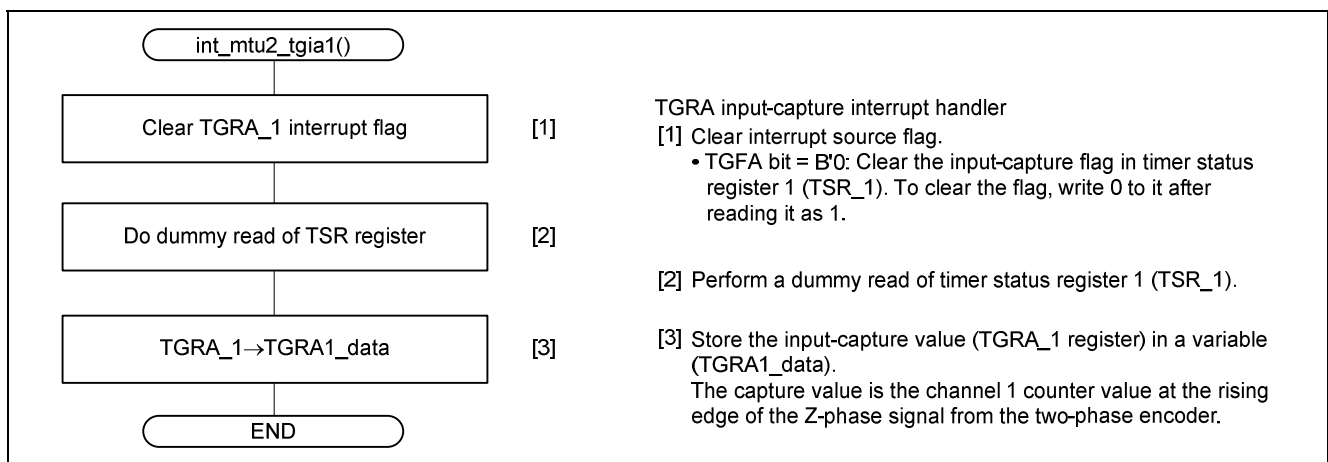 int_mtu2_tgia1()
Clear TGRA_1 interrupt flag
[1]
Do dummy read of TSR register
[2]
TGRA_1→TGRA1_data
[3]
END
TGRA input-capture interrupt handler
[1] Clear interrupt source flag.
• TGFA bit = B'0: Clear the input-capture flag in timer status
register 1 (TSR_1). To clear the flag, write 0 to it after
reading it as 1.
[2] Perform a dummy read of timer status register 1 (TSR_1).
[3] Store the input-capture value (TGRA_1 register) in a variable
(TGRA1_data).
The capture value is the channel 1 counter value at the rising
edge of the Z-phase signal from the two-phase encoder.